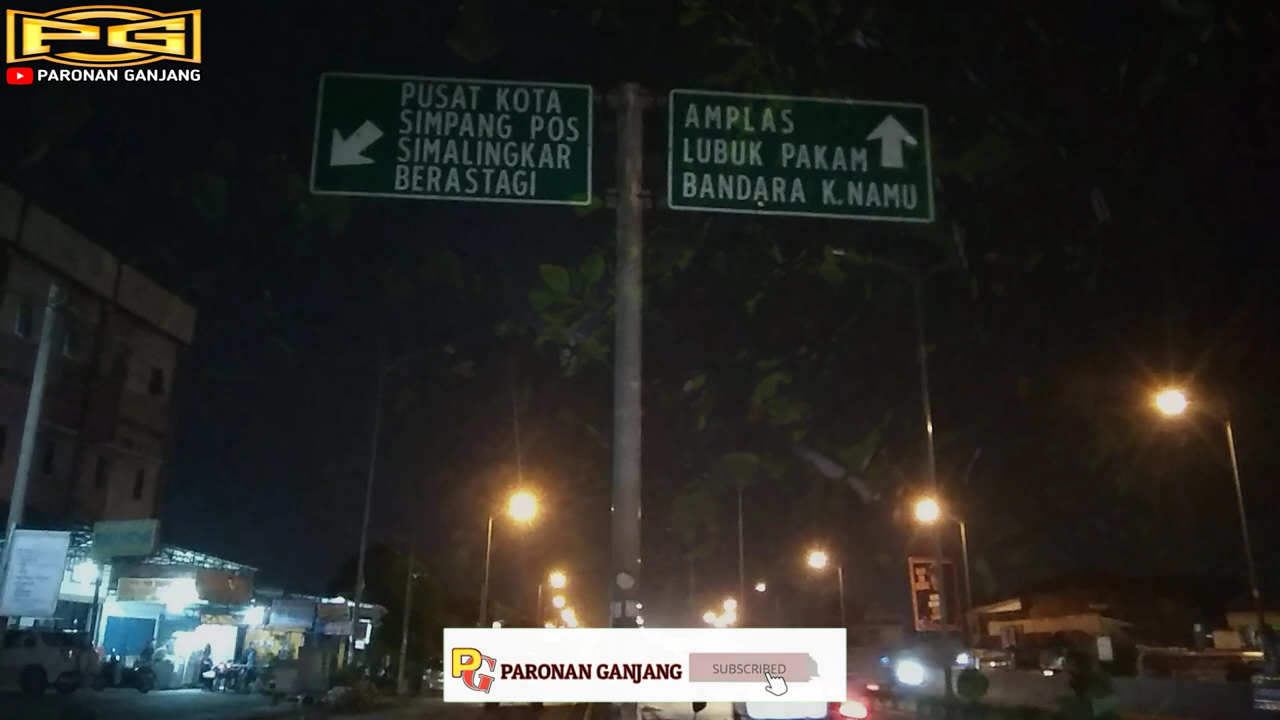 PG
PARONAN GANJANG
PUSAT KOTA
SIMPANG POS
SIMALINGKAR
BERASTAGI
AMPLAS
LUBUK PAKAM
BANDARA K.NAMU
PG PARONAN GANJANG
SUBSCRIBED